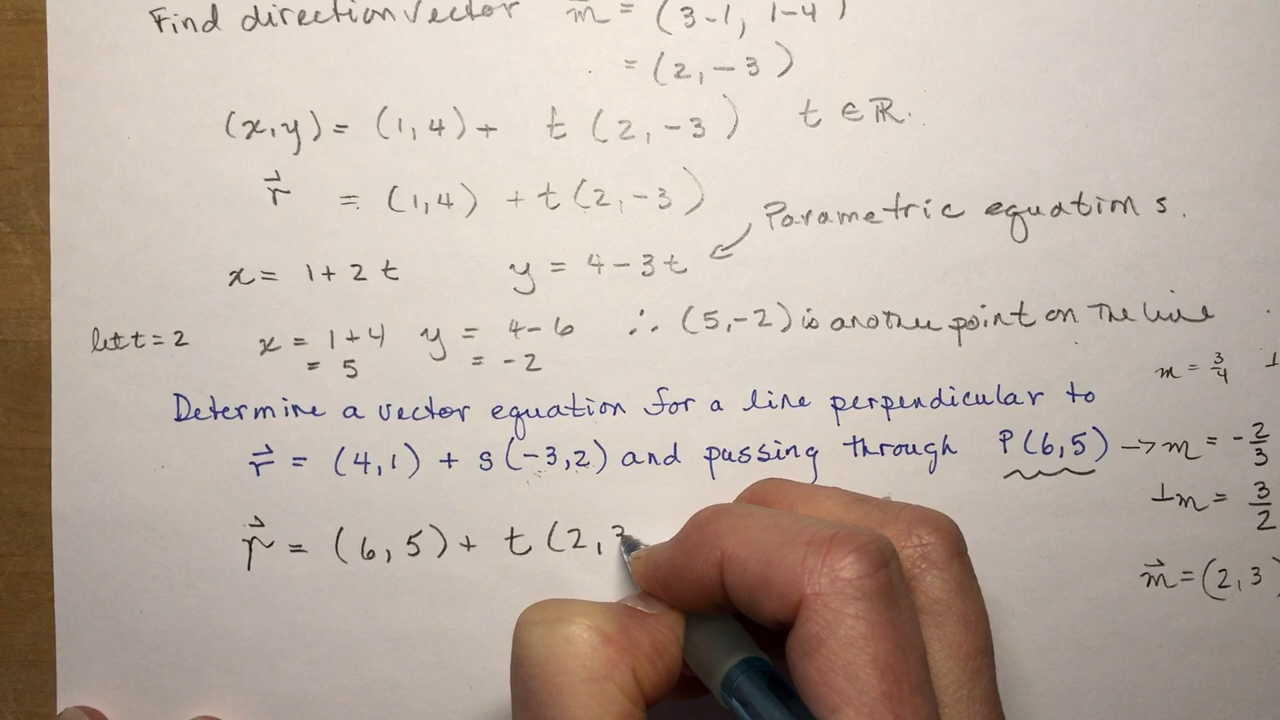 Find direction vector m⃗ = (3-1, 1-4)
= (2, -3)
(x,y) = (1,4) + t (2,-3) t ∈ ℝ.
r⃗ = (1,4) + t(2,-3)
Parametric equations.
x = 1+2t y = 4-3t
let t = 2 x = 1+4 y = 4-6 ∴ (5,-2) is another point on the line
= 5 = -2
m = 3/4 ⊥
Determine a vector equation for a line perpendicular to
r⃗ = (4,1) + s(-3,2) and passing through P(6,5) → m = -2/3
⊥m = 3/2
r⃗ = (6,5) + t (2,3
m⃗ = (2,3)